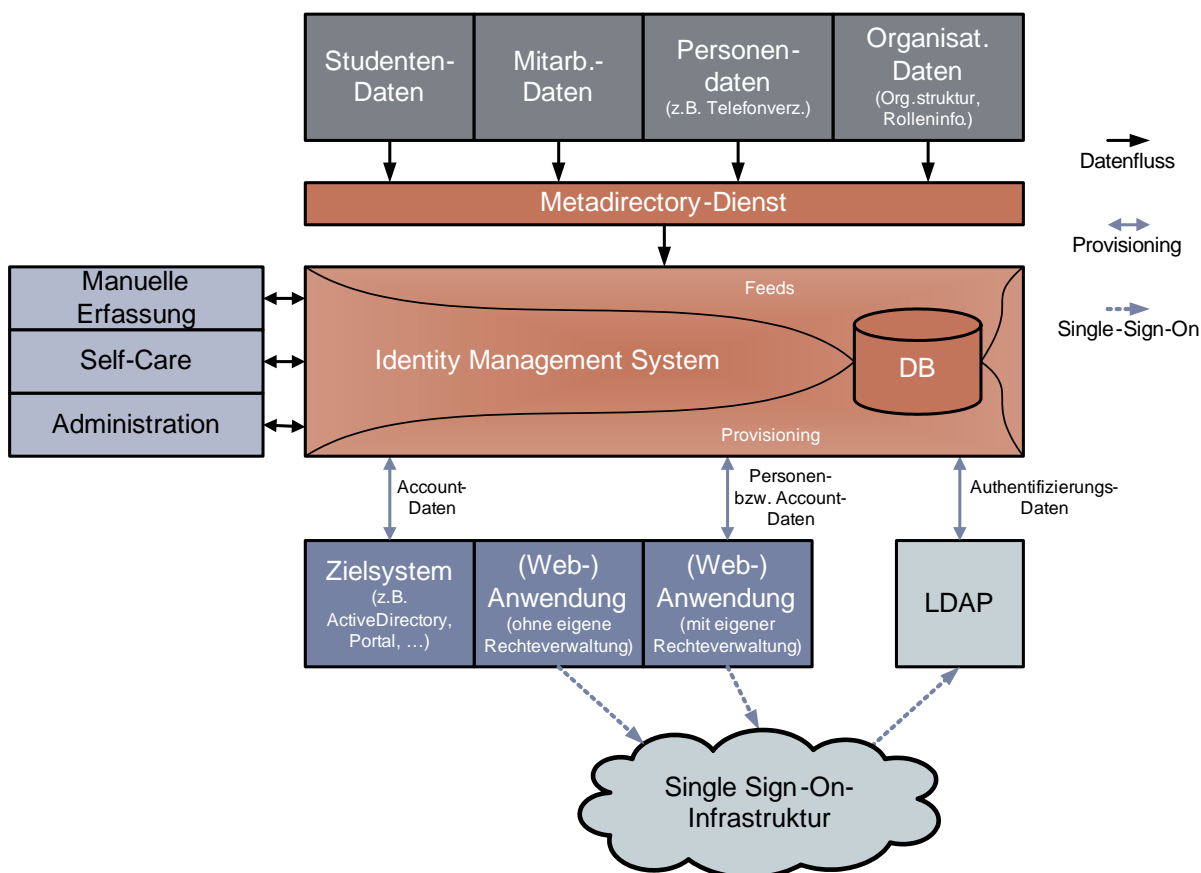 Studenten-
Daten
Mitarb.-
Daten
Personen-
daten
(z.B. Telefonverz.)
Organisat.
Daten
(Org.struktur,
Rolleninfo.)
Datenfluss
Provisioning
Single-Sign-On
Metadirectory-Dienst
Manuelle
Erfassung
Self-Care
Administration
Feeds
Identity Management System
DB
Provisioning
Account-
Daten
Personen-
bzw. Account-
Daten
Authentifizierungs-
Daten
Zielsystem
(z.B.
ActiveDirectory,
Portal, …)
(Web-)
Anwendung
(ohne eigene
Rechteverwaltung)
(Web-)
Anwendung
(mit eigener
Rechteverwaltung)
LDAP
Single Sign-On-
Infrastruktur